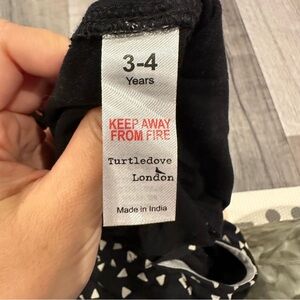 3-4
Years
KEEP AWAY
FROM FIRE
Turtledove
London
Made in India